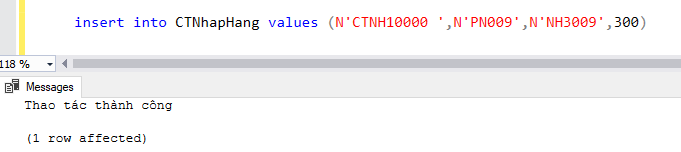 insert into CTNhapHang values (N'CTNH10000 ',N'PN009',N'NH3009',300)
118 %
Messages
Thao tác thành công
(1 row affected)